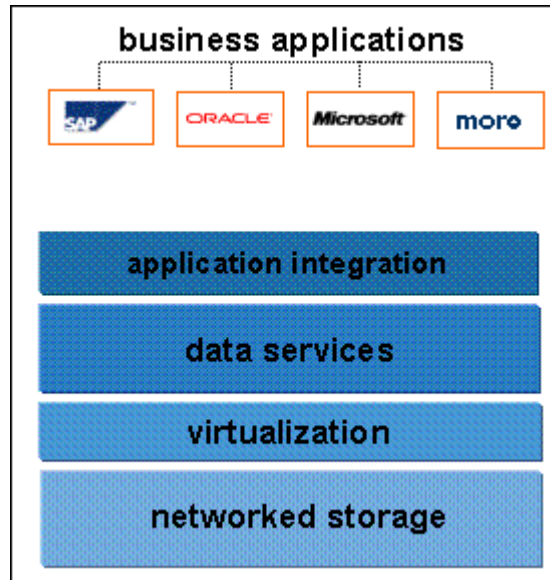 business applications
SAP ORACLE Microsoft more
application integration
data services
virtualization
networked storage